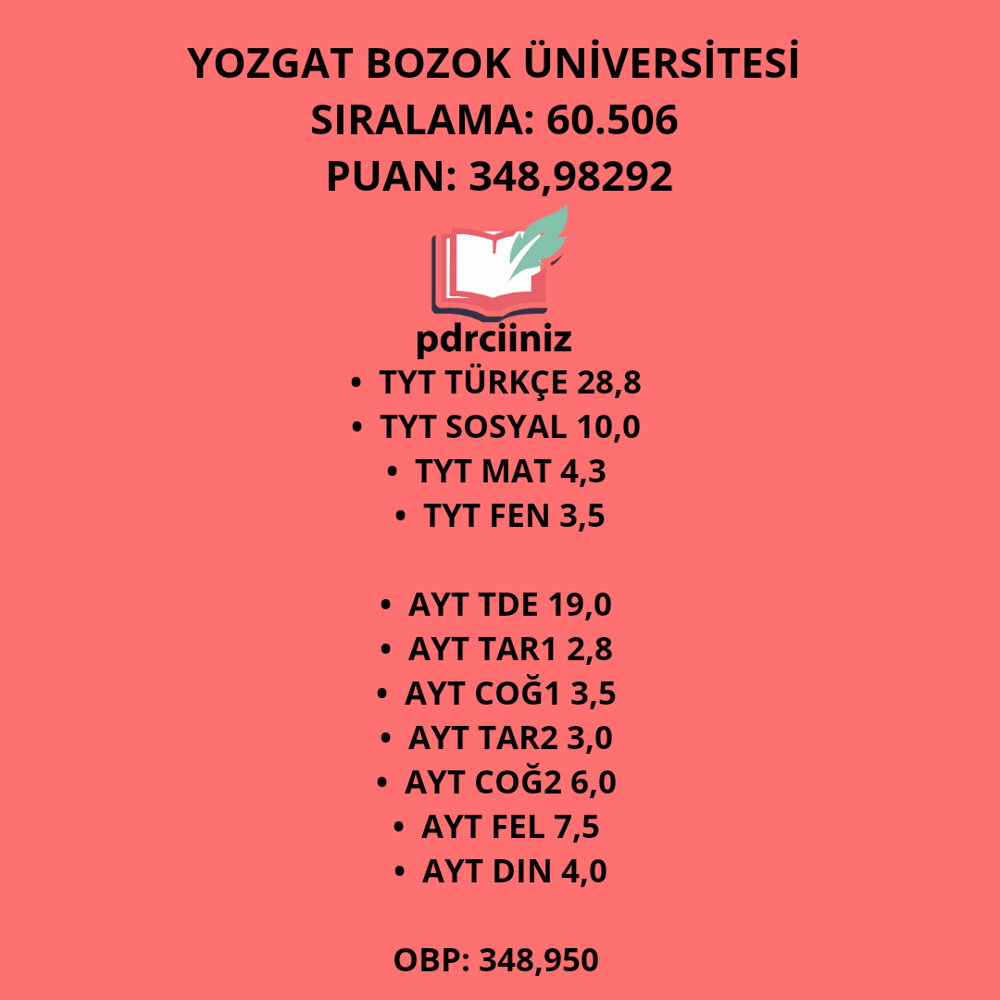 YOZGAT BOZOK ÜNİVERSİTESİ
SIRALAMA: 60.506
PUAN: 348,98292
pdrciiniz
• TYT TÜRKÇE 28,8
• TYT SOSYAL 10,0
• TYT MAT 4,3
• TYT FEN 3,5
• AYT TDE 19,0
• AYT TAR1 2,8
• AYT COĞ1 3,5
• AYT TAR2 3,0
• AYT COĞ2 6,0
• AYT FEL 7,5
• AYT DIN 4,0
OBP: 348,950